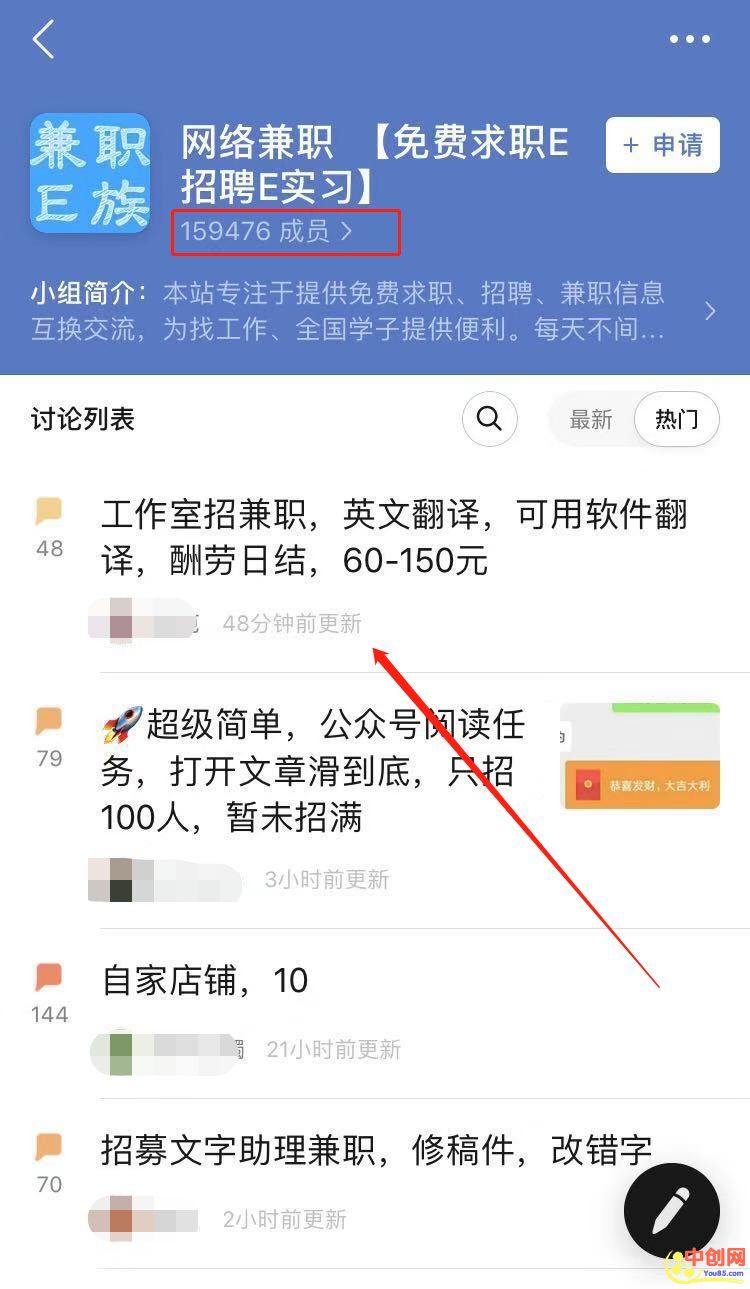 兼职
E族
网络兼职 【免费求职E
招聘E实习】
+ 申请
159476 成员 >
小组简介：本站专注于提供免费求职、招聘、兼职信息
互换交流，为找工作、全国学子提供便利。每天不间...
讨论列表
最新
热门
工作室招兼职，英文翻译，可用软件翻
译，酬劳日结，60-150元
48
48分钟前更新
🚀超级简单，公众号阅读任
务，打开文章滑到底，只招
100人，暂未招满
79
恭喜发财，大吉大利
3小时前更新
自家店铺，10
144
21小时前更新
招募文字助理兼职，修稿件，改错字
70
2小时前更新
中创网
You85.com